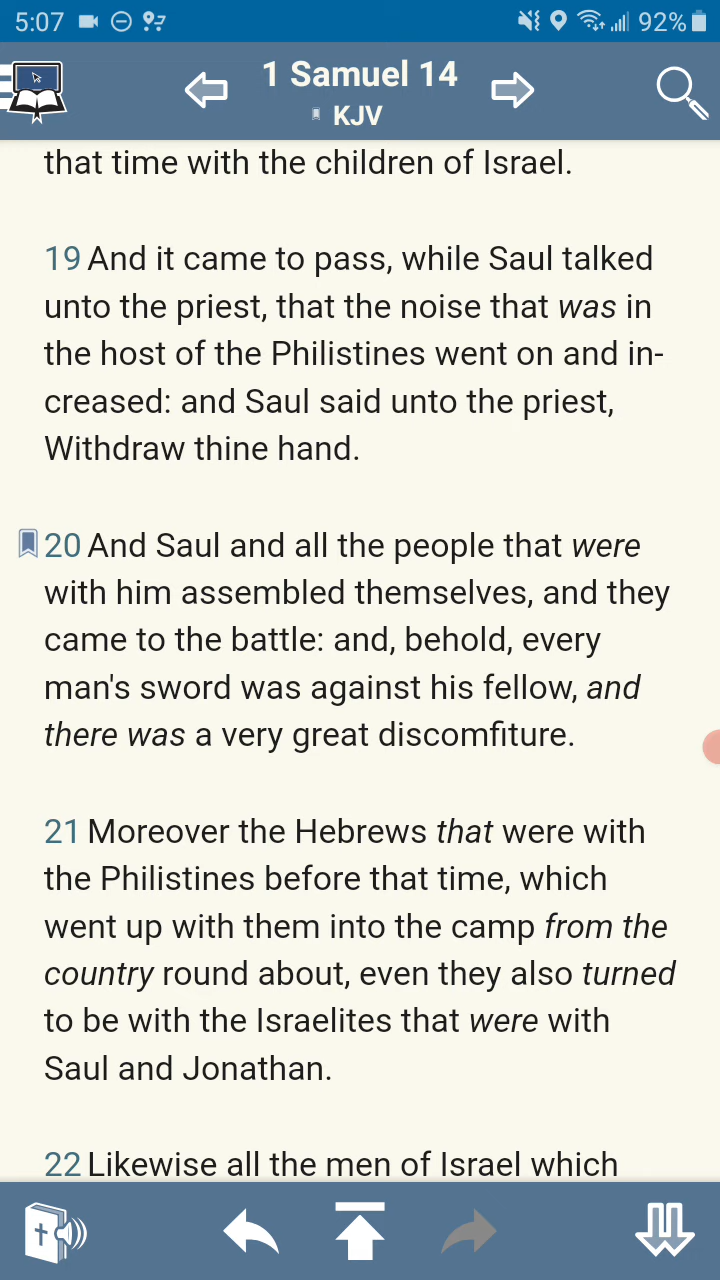 5:07 92%
1 Samuel 14
KJV
that time with the children of Israel.
19 And it came to pass, while Saul talked
unto the priest, that the noise that was in
the host of the Philistines went on and in-
creased: and Saul said unto the priest,
Withdraw thine hand.
20 And Saul and all the people that were
with him assembled themselves, and they
came to the battle: and, behold, every
man's sword was against his fellow, and
there was a very great discomfiture.
21 Moreover the Hebrews that were with
the Philistines before that time, which
went up with them into the camp from the
country round about, even they also turned
to be with the Israelites that were with
Saul and Jonathan.
22 Likewise all the men of Israel which